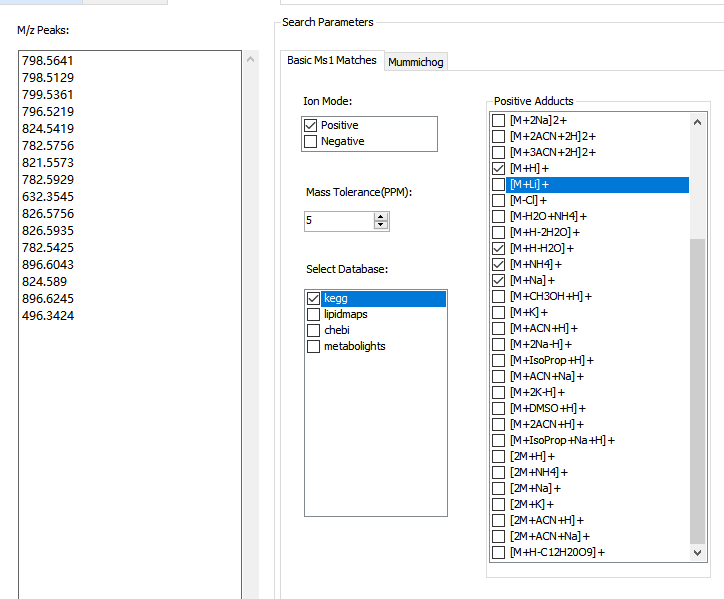 M/z Peaks:
798.5641
798.5129
799.5361
796.5219
824.5419
782.5756
821.5573
782.5929
632.3545
826.5756
826.5935
782.5425
896.6043
824.589
896.6245
496.3424
Search Parameters
Basic Ms1 Matches
Mummichog
Ion Mode:
Positive
Negative
Mass Tolerance(PPM):
5
Select Database:
kegg
lipidmaps
chebi
metabolights
Positive Adducts
[M+2Na]2+
[M+2ACN+2H]2+
[M+3ACN+2H]2+
[M+H]+
[M+Li]+
[M-Cl]+
[M-H2O+NH4]+
[M+H-2H2O]+
[M+H-H2O]+
[M+NH4]+
[M+Na]+
[M+CH3OH+H]+
[M+K]+
[M+ACN+H]+
[M+2Na-H]+
[M+IsoProp+H]+
[M+ACN+Na]+
[M+2K-H]+
[M+DMSO+H]+
[M+2ACN+H]+
[M+IsoProp+Na+H]+
[2M+H]+
[2M+NH4]+
[2M+Na]+
[2M+K]+
[2M+ACN+H]+
[2M+ACN+Na]+
[M+H-C12H20O9]+